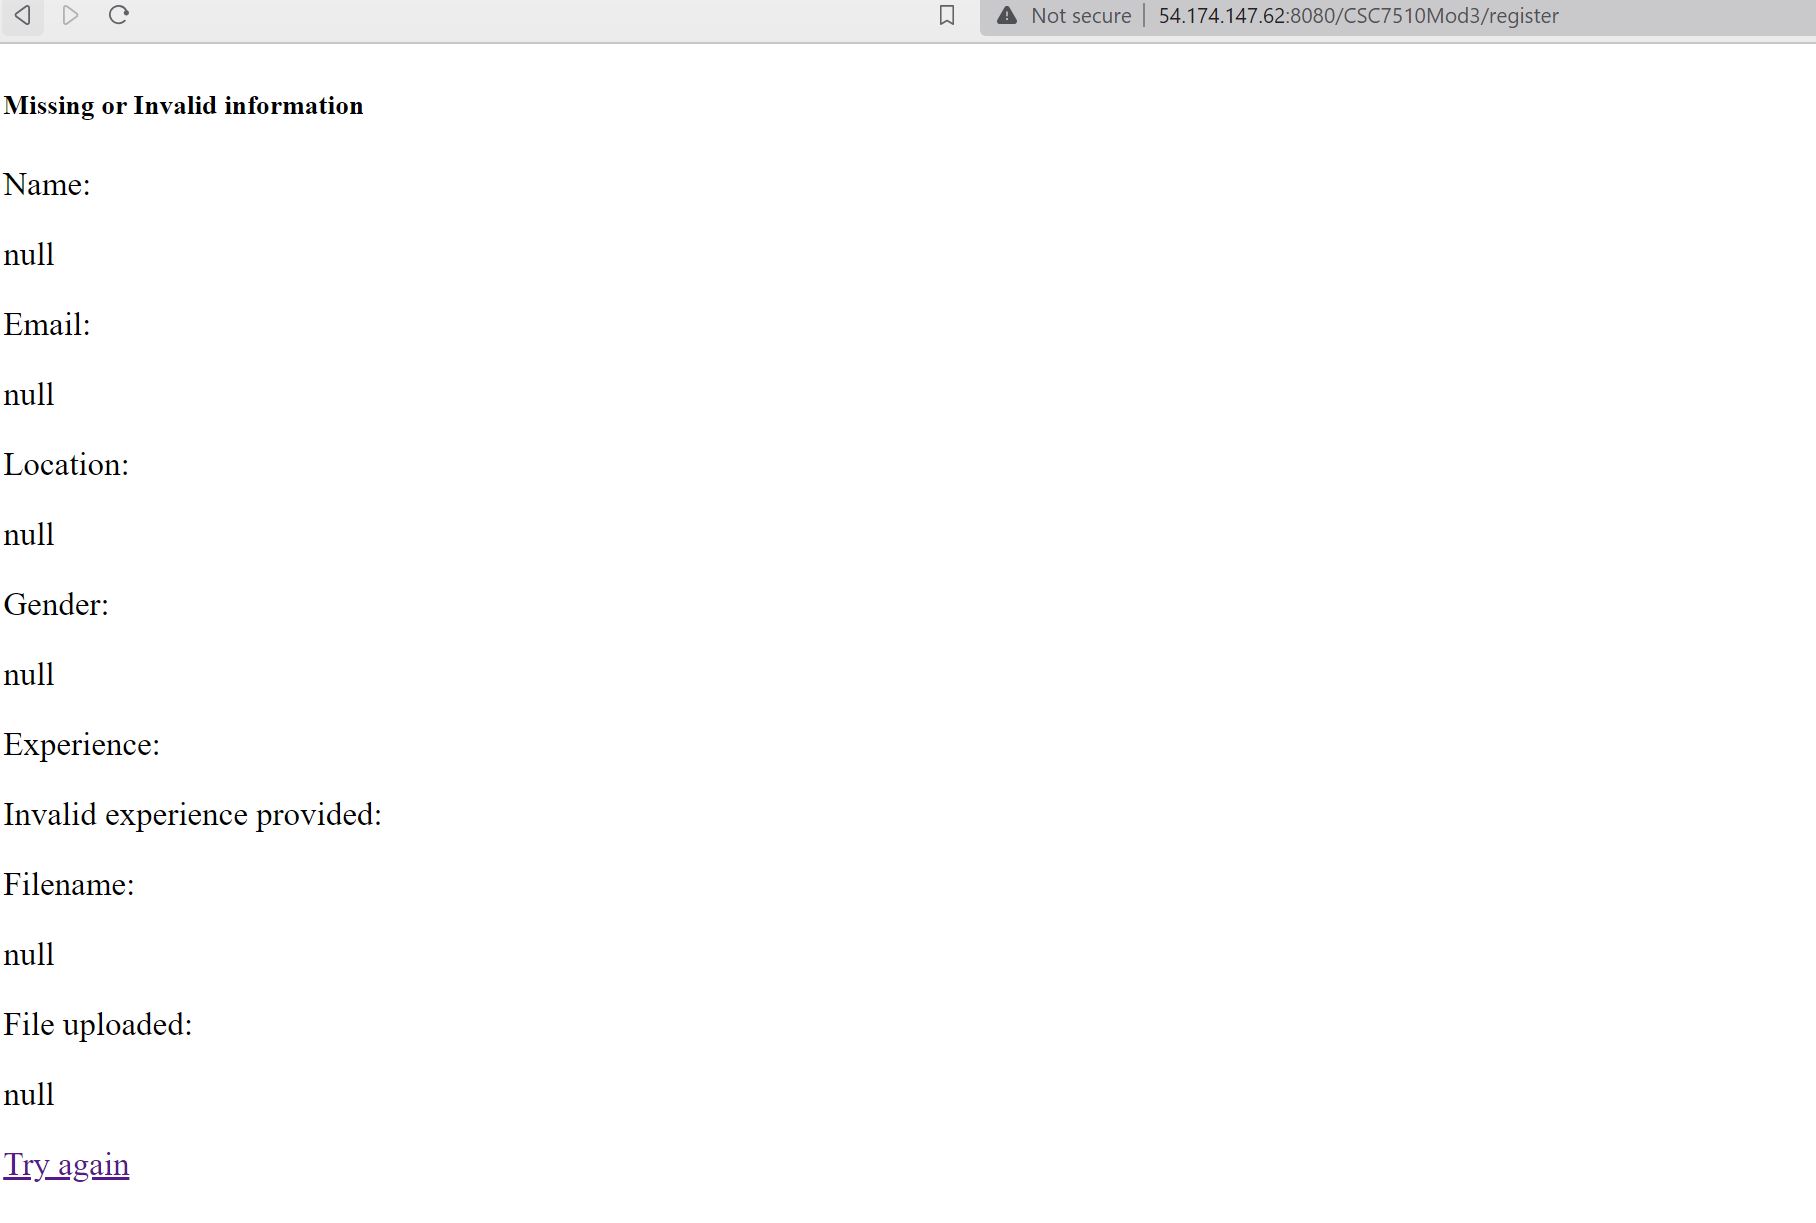 Not secure 54.174.147.62:8080/CSC7510Mod3/register
Missing or Invalid information
Name:
null
Email:
null
Location:
null
Gender:
null
Experience:
Invalid experience provided:
Filename:
null
File uploaded:
null
Try again